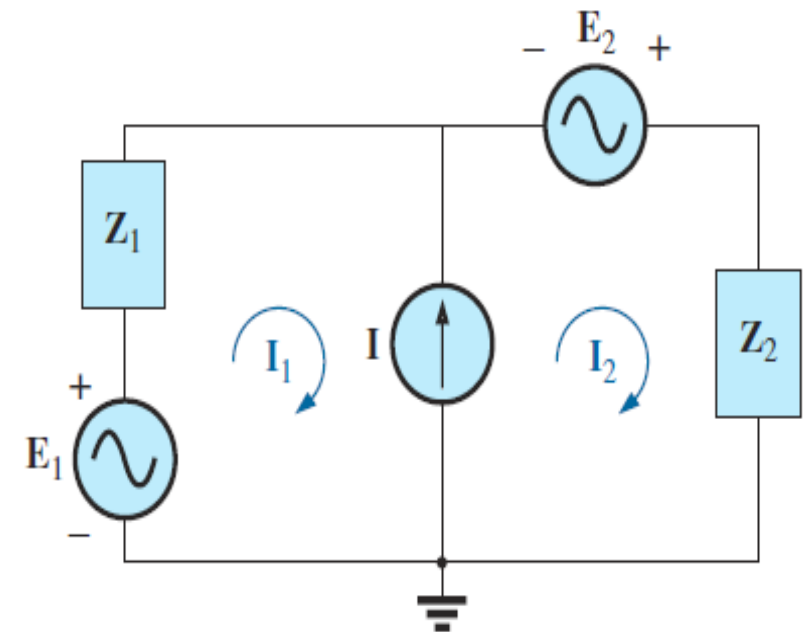 – E₂ +
Z₁
I₁
I
I₂
Z₂
+
E₁
–